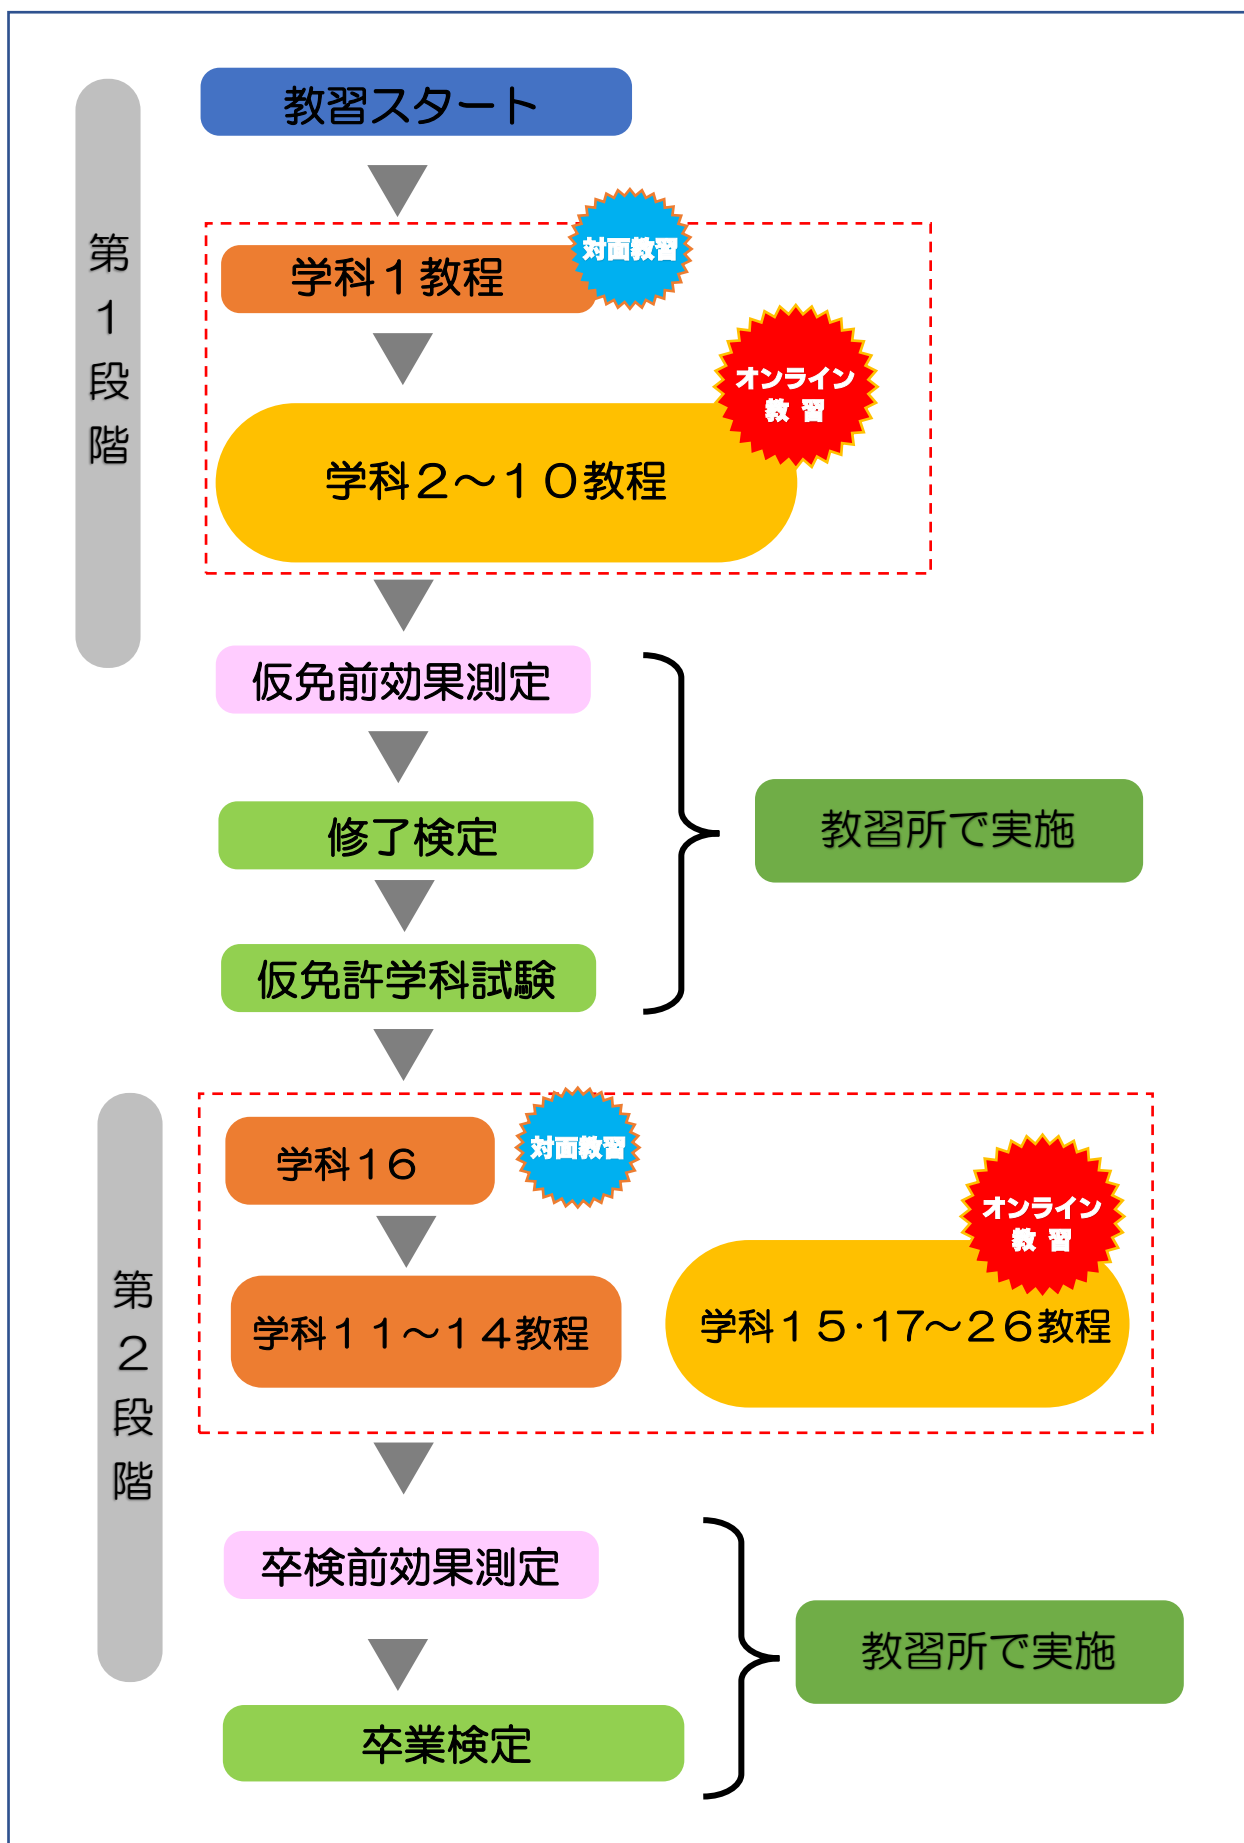 教習スタート
第１段階
対面教習
学科１教程
オンライン
教習
学科２～１０教程
仮免前効果測定
修了検定
教習所で実施
仮免許学科試験
第２段階
対面教習
学科１６
オンライン
教習
学科１１～１４教程
学科１５・１７～２６教程
卒検前効果測定
教習所で実施
卒業検定